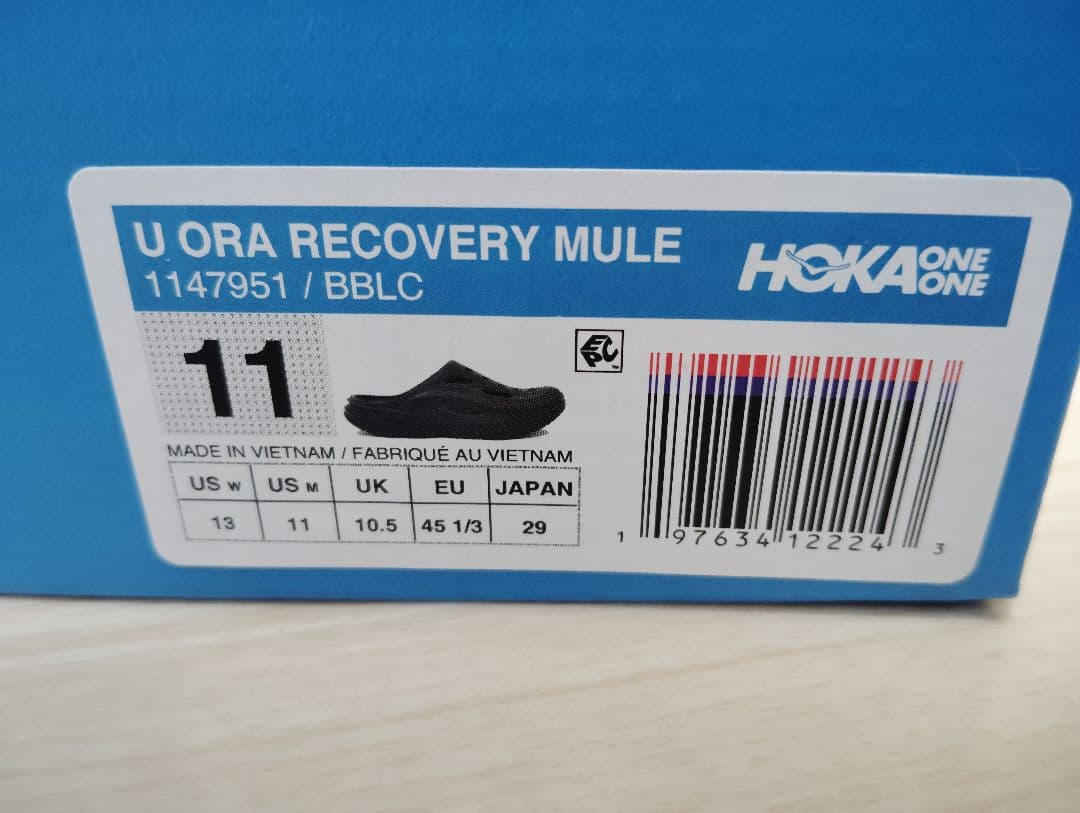 U ORA RECOVERY MULE
1147951 / BBLC
HOKA ONE ONE
11
EPC™
MADE IN VIETNAM / FABRIQUÉ AU VIETNAM
US W US M UK EU JAPAN
13 11 10.5 45 1/3 29
1 97634 12224 3